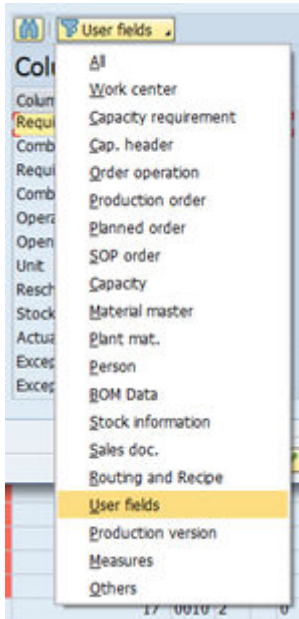 User fields
Colu
All
Colum
Work center
Requi
Capacity requirement
Comb
Cap. header
Requi
Order operation
Comb
Production order
Opera
Planned order
Open
SOP order
Unit
Capacity
Resch
Material master
Stock
Plant mat.
Actua
Person
Excep
BOM Data
Excep
Stock information
Sales doc.
Routing and Recipe
User fields
Production version
Measures
Others
17 0010 2 0